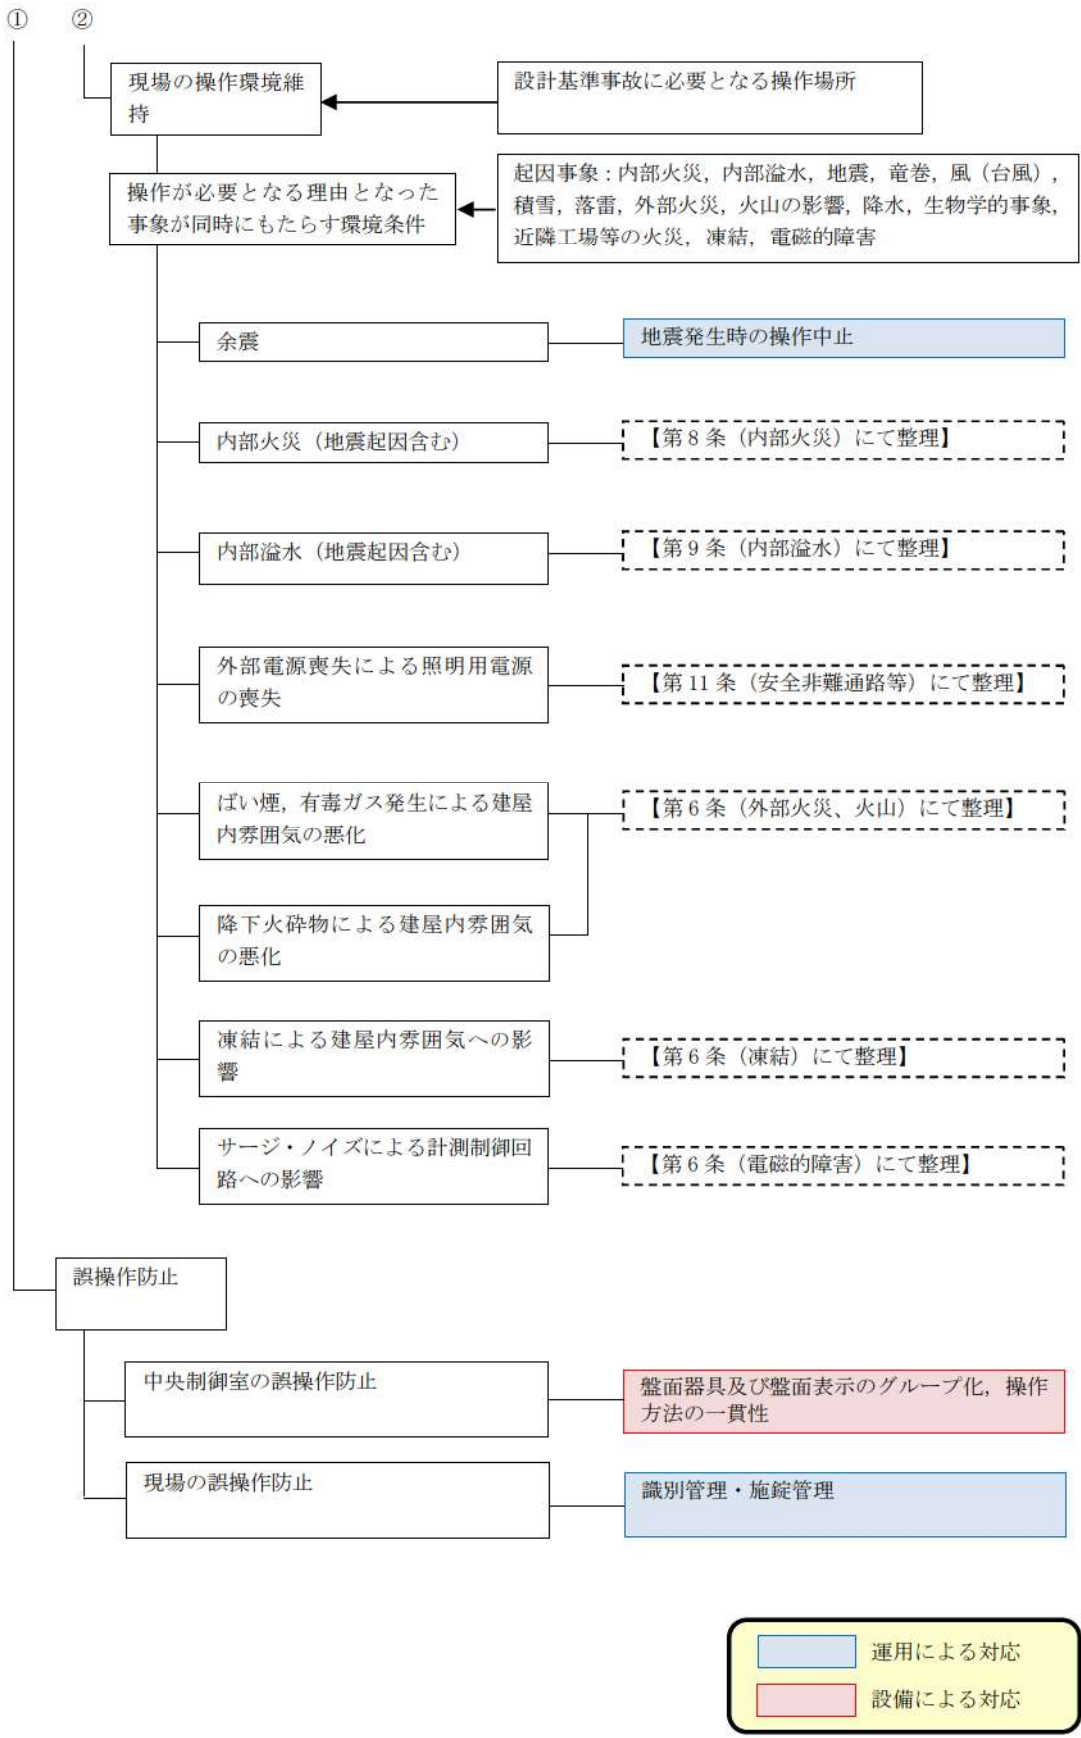 ① ②
現場の操作環境維
持
設計基準事故に必要となる操作場所
操作が必要となる理由となった
事象が同時にもたらす環境条件
起因事象：内部火災，内部溢水，地震，竜巻，風（台風），
積雪，落雷，外部火災，火山の影響，降水，生物学的事象，
近隣工場等の火災，凍結，電磁的障害
余震
地震発生時の操作中止
内部火災（地震起因含む）
【第8条（内部火災）にて整理】
内部溢水（地震起因含む）
【第9条（内部溢水）にて整理】
外部電源喪失による照明用電源
の喪失
【第11条（安全非難通路等）にて整理】
ばい煙，有毒ガス発生による建屋
内雰囲気の悪化
【第6条（外部火災、火山）にて整理】
降下火砕物による建屋内雰囲気
の悪化
凍結による建屋内雰囲気への影
響
【第6条（凍結）にて整理】
サージ・ノイズによる計測制御回
路への影響
【第6条（電磁的障害）にて整理】
誤操作防止
中央制御室の誤操作防止
盤面器具及び盤面表示のグループ化，操作
方法の一貫性
現場の誤操作防止
識別管理・施錠管理
運用による対応
設備による対応